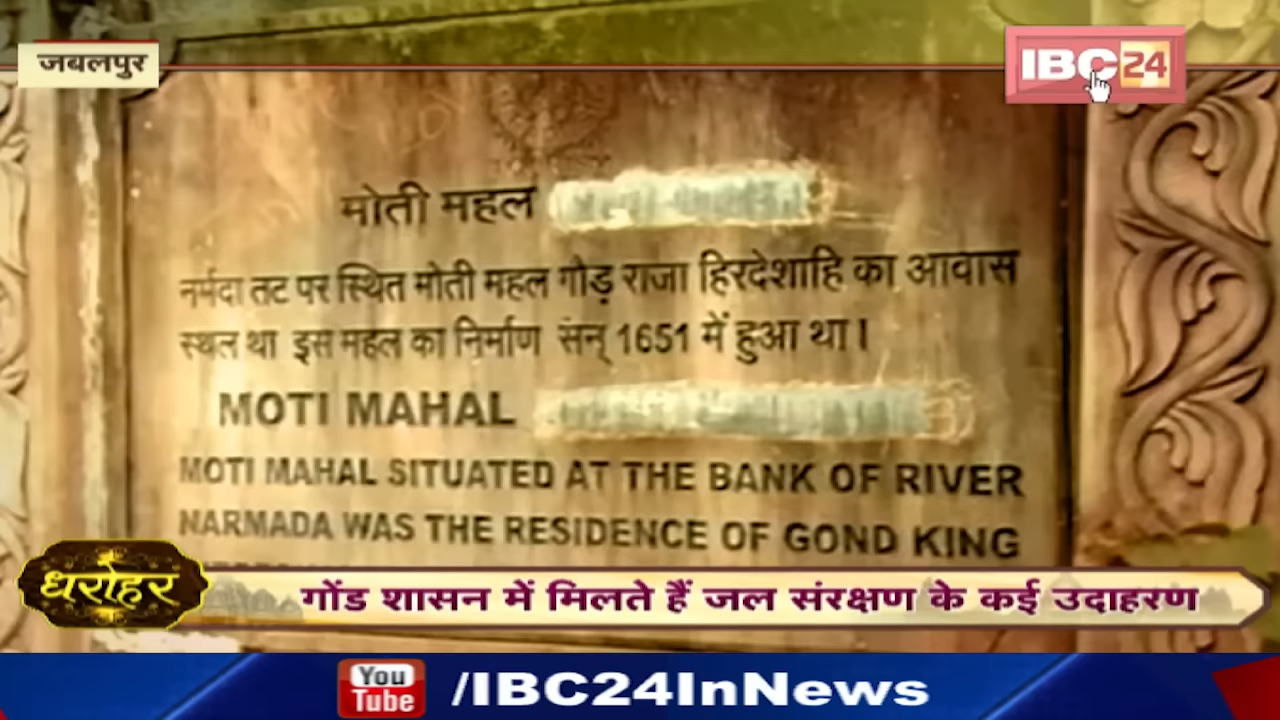 जबलपुर
IBC24
मोती महल
नर्मदा तट पर स्थित मोती महल गौड़ राजा हिरदेशाहि का आवास
स्थल था इस महल का निर्माण सन् 1651 में हुआ था।
MOTI MAHAL
MOTI MAHAL SITUATED AT THE BANK OF RIVER
NARMADA WAS THE RESIDENCE OF GOND KING
धरोहर
गोंड शासन में मिलते हैं जल संरक्षण के कई उदाहरण
You
Tube
/IBC24InNews